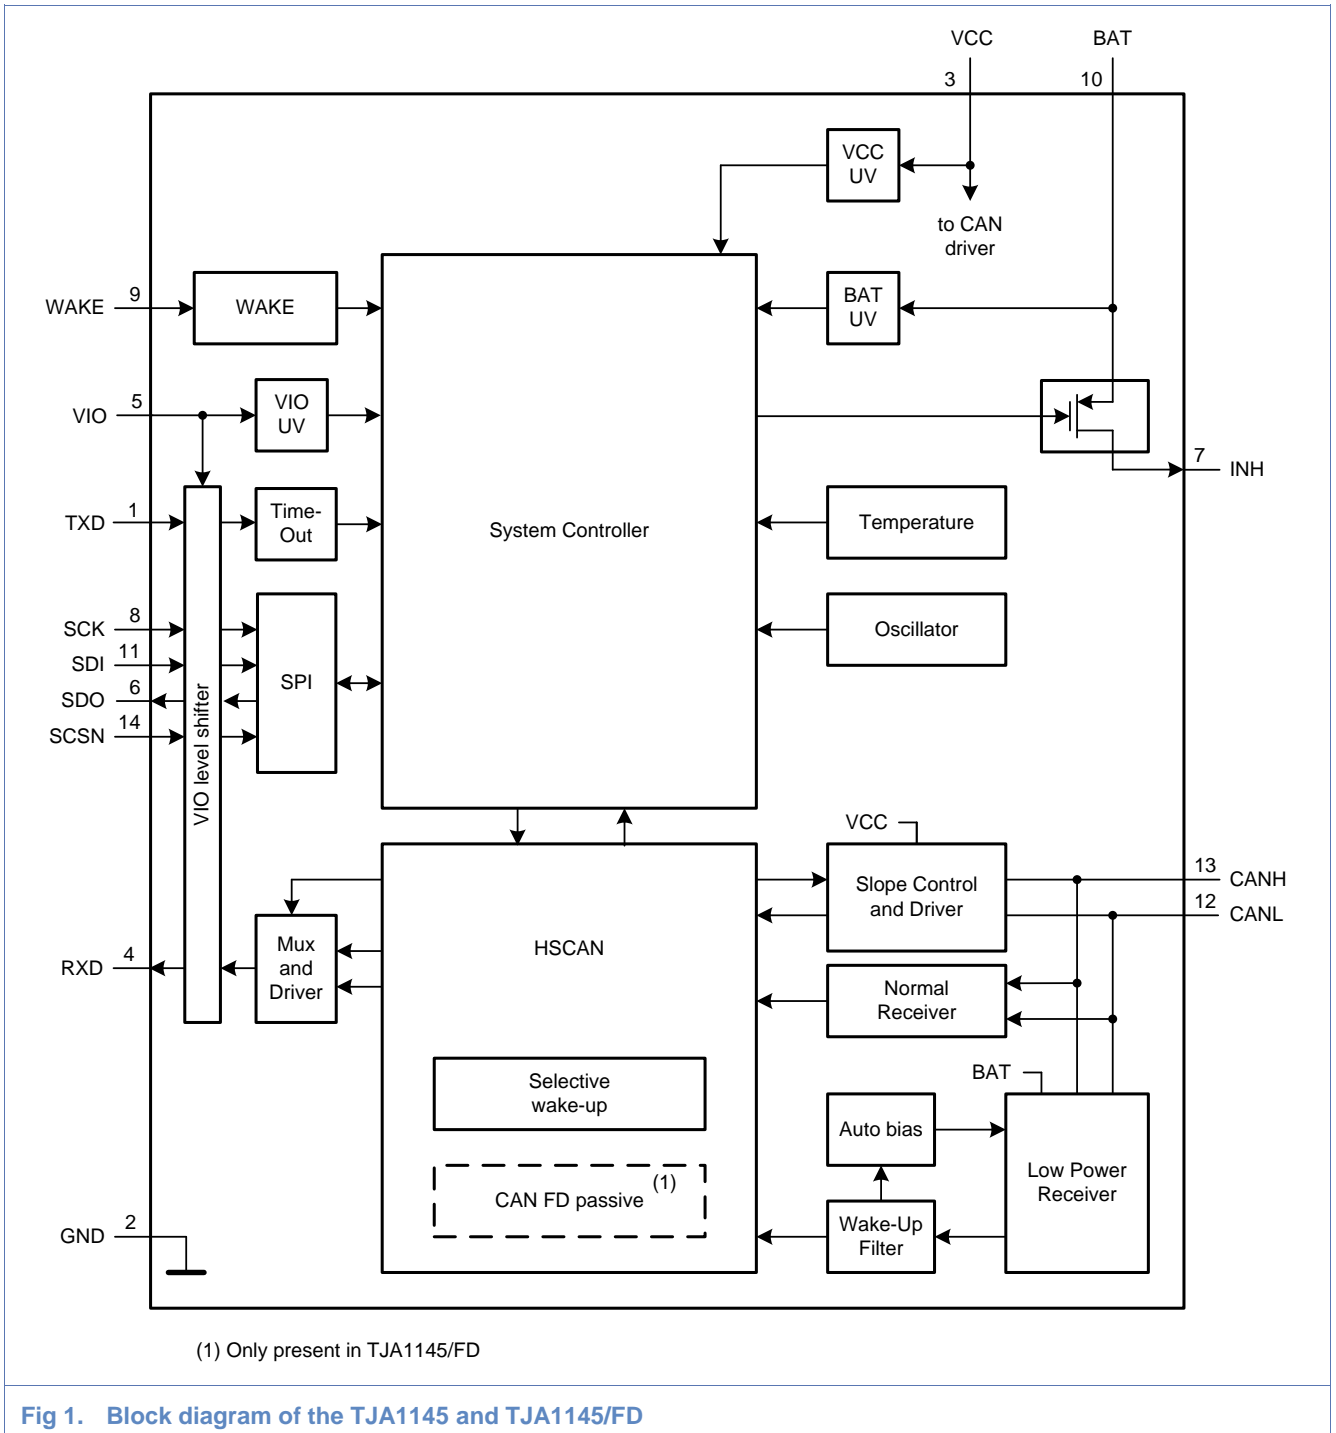 VCC
BAT
3
10
VCC
UV
to CAN
driver
WAKE
9
WAKE
BAT
UV
VIO
5
VIO
UV
7
INH
TXD
1
Time-
Out
System Controller
Temperature
SCK
8
SDI
11
SDO
6
SCSN
14
SPI
Oscillator
VIO level shifter
VCC
Slope Control
and Driver
13
CANH
12
CANL
RXD
4
Mux
and
Driver
HSCAN
Normal
Receiver
BAT
Selective
wake-up
Auto bias
Low Power
Receiver
CAN FD passive
(1)
Wake-Up
Filter
GND
2
(1) Only present in TJA1145/FD
Fig 1. Block diagram of the TJA1145 and TJA1145/FD